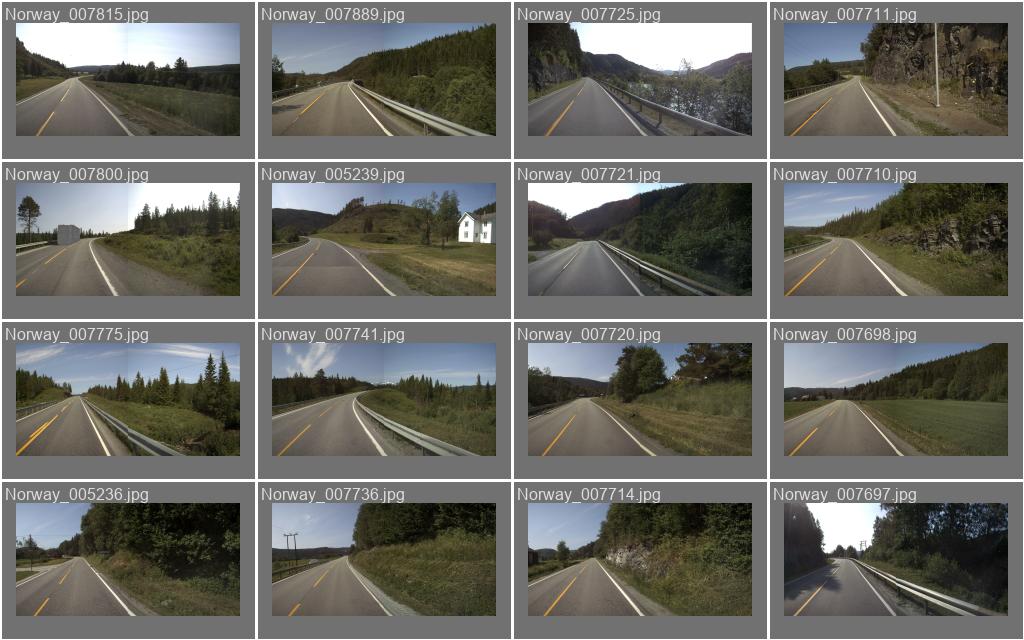 Norway_007815.jpg
Norway_007889.jpg
Norway_007725.jpg
Norway_007711.jpg
Norway_007800.jpg
Norway_005239.jpg
Norway_007721.jpg
Norway_007710.jpg
Norway_007775.jpg
Norway_007741.jpg
Norway_007720.jpg
Norway_007698.jpg
Norway_005236.jpg
Norway_007736.jpg
Norway_007714.jpg
Norway_007697.jpg